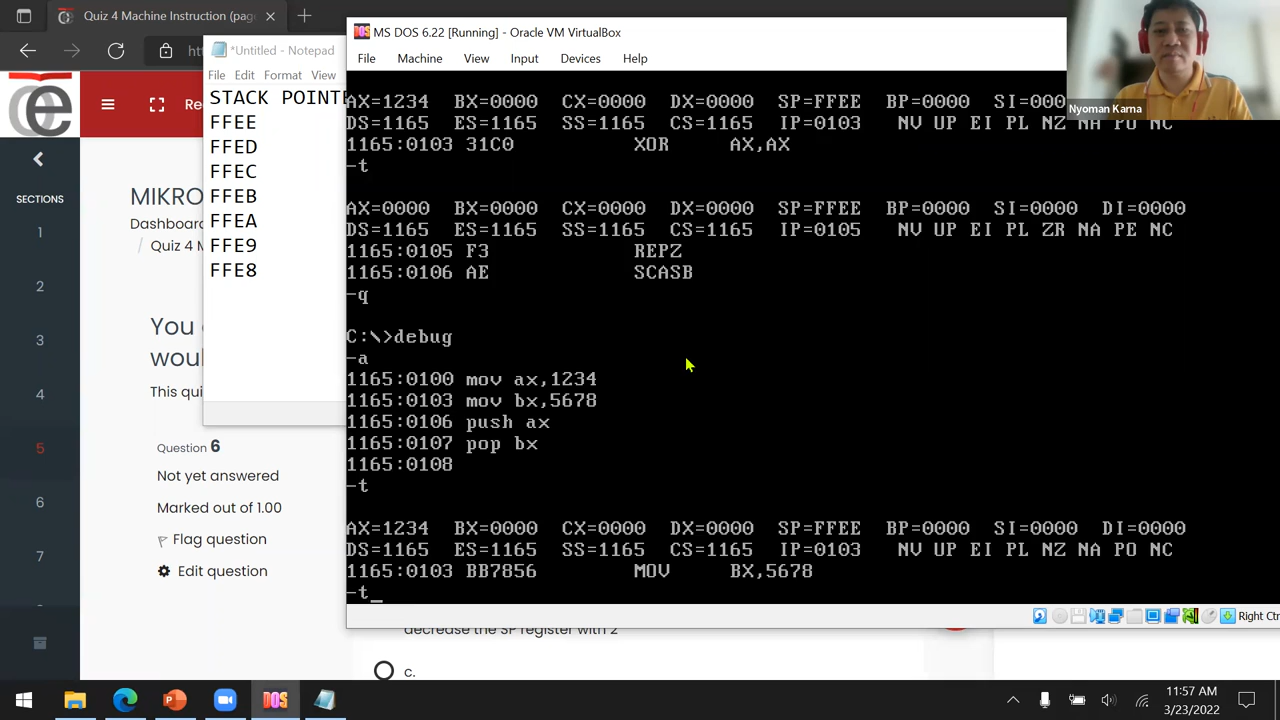 Quiz 4 Machine Instruction (page
*Untitled - Notepad
File Edit Format View
STACK POINTE
FFEE
FFED
FFEC
FFEB
FFEA
FFE9
FFE8
SECTIONS
1
2
3
4
5
6
7
MIKRO
Dashboar
/ Quiz 4 M
You
This qui
Question 6
Not yet answered
Marked out of 1.00
Flag question
Edit question
MS DOS 6.22 [Running] - Oracle VM VirtualBox
File Machine View Input Devices Help
AX=1234 BX=0000 CX=0000 DX=0000 SP=FFEE BP=0000 SI=000
DS=1165 ES=1165 SS=1165 CS=1165 IP=0103 NV UP EI PL NZ NA PO NC
1165:0103 31C0 XOR AX,AX
-t
AX=0000 BX=0000 CX=0000 DX=0000 SP=FFEE BP=0000 SI=0000 DI=0000
DS=1165 ES=1165 SS=1165 CS=1165 IP=0105 NV UP EI PL ZR NA PE NC
1165:0105 F3 REPZ
1165:0106 AE SCASB
-q
C:\>debug
-a
1165:0100 mov ax,1234
1165:0103 mov bx,5678
1165:0106 push ax
1165:0107 pop bx
1165:0108
-t
AX=1234 BX=0000 CX=0000 DX=0000 SP=FFEE BP=0000 SI=0000 DI=0000
DS=1165 ES=1165 SS=1165 CS=1165 IP=0103 NV UP EI PL NZ NA PO NC
1165:0103 BB7856 MOV BX,5678
-t_
Right Ctr
decrease the SP register with 2
c.
Nyoman Karna
11:57 AM
3/23/2022